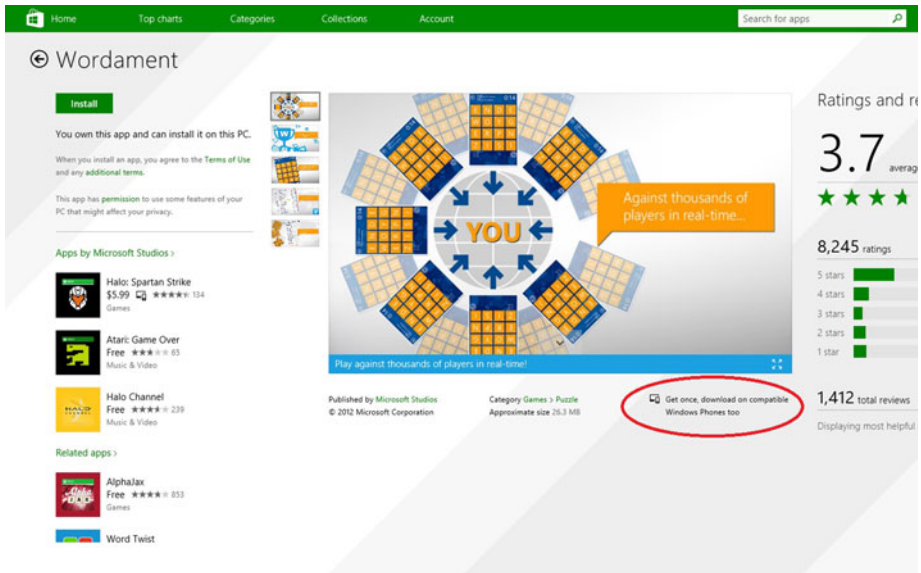 Home
Top charts
Categories
Collections
Account
Search for apps
Wordament
Install
You own this app and can install it on this PC.
When you install an app, you agree to the Terms of Use
and any additional terms.
This app has permission to use some features of your
PC that might affect your privacy.
Apps by Microsoft Studios >
Halo: Spartan Strike
$5.99 134
Games
Atari: Game Over
Free 65
Music & Video
HALO
Halo Channel
Free 239
Music & Video
Related apps >
AlphaJax
Free 853
Games
Word Twist
YOU
Against thousands of
players in real-time...
Play against thousands of players in real-time!
Published by Microsoft Studios
© 2012 Microsoft Corporation
Category Games > Puzzle
Approximate size 26.3 MB
Get once, download on compatible
Windows Phones too
Ratings and re
3.7 average
8,245 ratings
5 stars
4 stars
3 stars
2 stars
1 star
1,412 total reviews
Displaying most helpful